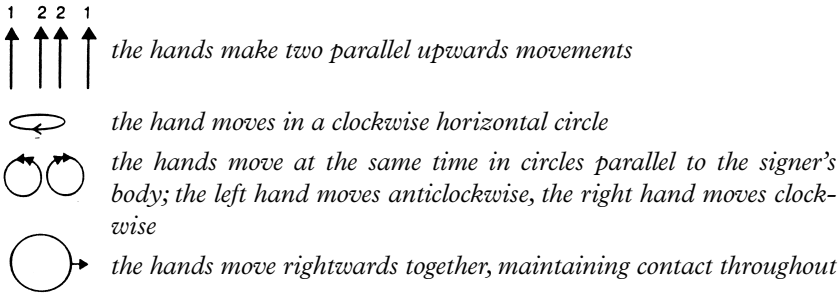 1 2 2 1
the hands make two parallel upwards movements
the hand moves in a clockwise horizontal circle
the hands move at the same time in circles parallel to the signer’s
body; the left hand moves anticlockwise, the right hand moves clock-
wise
the hands move rightwards together, maintaining contact throughout